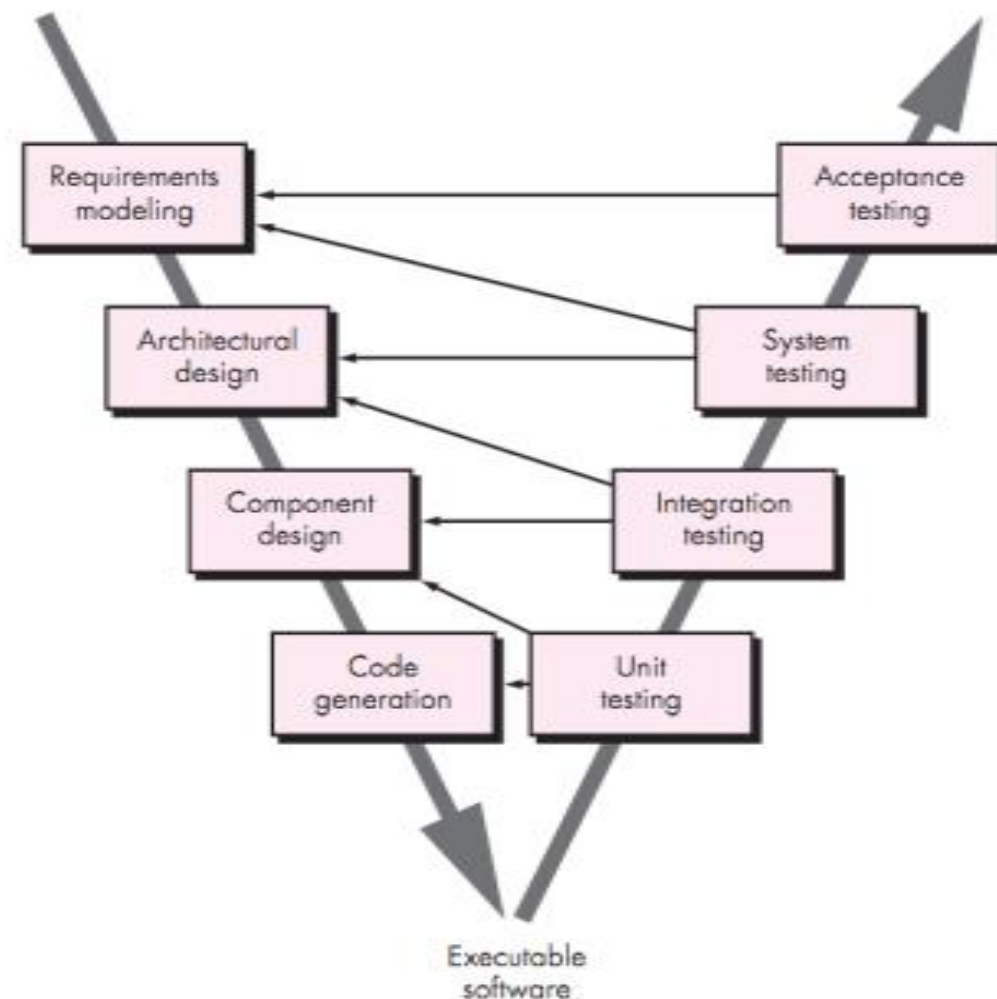 Requirements
modeling
Acceptance
testing
Architectural
design
System
testing
Component
design
Integration
testing
Code
generation
Unit
testing
Executable
software